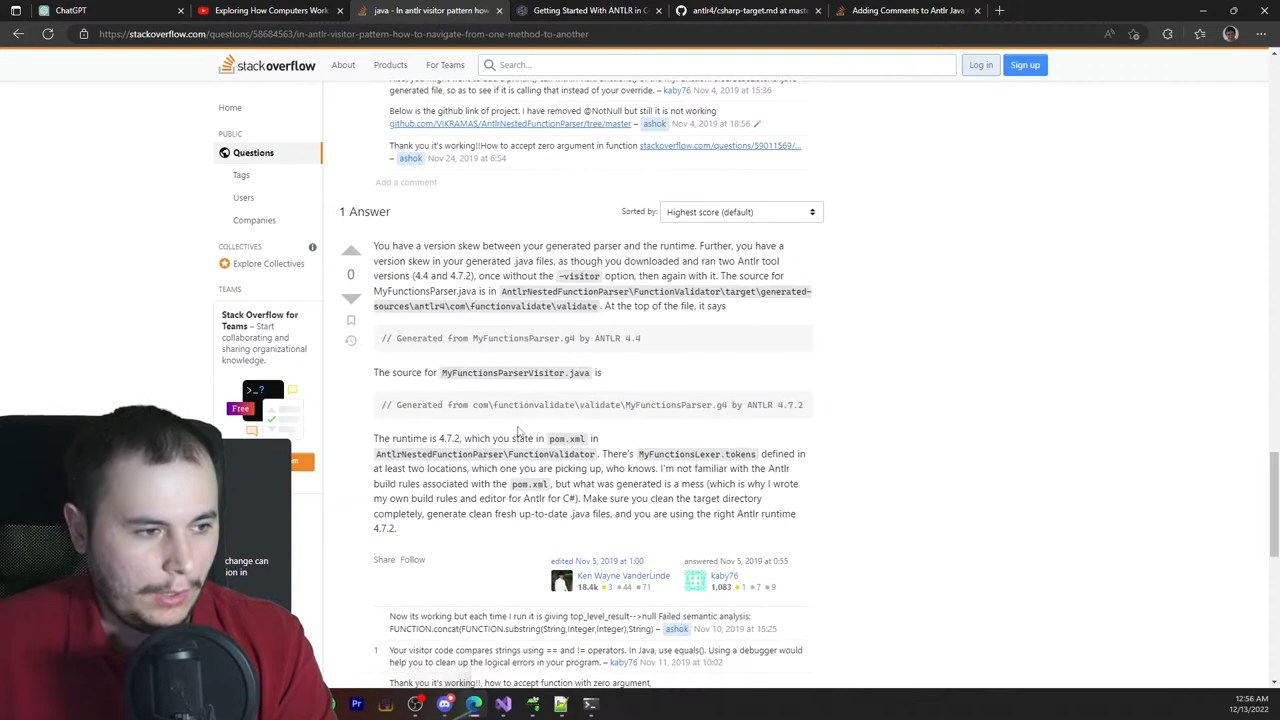 ChatGPT
Exploring How Computers Wor
java - In antlr visitor pattern how
Getting Started With ANTLR in C
antlr4/csharp-target.md at maste
Adding Comments to Antlr Java
https://stackoverflow.com/questions/58684563/in-antlr-visitor-pattern-how-to-navigate-from-one-method-to-another
stackoverflow
About
Products
For Teams
Search...
Log in
Sign up
generated file, so as to see if it is calling that instead of your override. – kaby76 Nov 4, 2019 at 15:36
Home
Below is the github link of project. I have removed @NotNull but still it is not working
github.com/VIKRAMAS/AntlrNestedFunctionParser/tree/master – ashok Nov 4, 2019 at 18:56
PUBLIC
Questions
Thank you it's working!!How to accept zero argument in function stackoverflow.com/questions/59011569/...
– ashok Nov 24, 2019 at 6:54
Tags
Users
Companies
Add a comment
COLLECTIVES
Explore Collectives
TEAMS
Stack Overflow for
Teams – Start
collaborating and
sharing organizational
knowledge.
Free
1 Answer
Sorted by:
Highest score (default)
0
You have a version skew between your generated parser and the runtime. Further, you have a
version skew in your generated .java files, as though you downloaded and ran two Antlr tool
versions (4.4 and 4.7.2), once without the -visitor option, then again with it. The source for
MyFunctionsParser.java is in AntlrNestedFunctionParser\FunctionValidator\target\generated-
sources\antlr4\com\functionvalidate\validate. At the top of the file, it says
// Generated from MyFunctionsParser.g4 by ANTLR 4.4
The source for MyFunctionsParserVisitor.java is
// Generated from com\functionvalidate\validate\MyFunctionsParser.g4 by ANTLR 4.7.2
The runtime is 4.7.2, which you state in pom.xml in
AntlrNestedFunctionParser\FunctionValidator. There's MyFunctionsLexer.tokens defined in
at least two locations, which one you are picking up, who knows. I'm not familiar with the Antlr
build rules associated with the pom.xml, but what was generated is a mess (which is why I wrote
my own build rules and editor for Antlr for C#). Make sure you clean the target directory
completely, generate clean fresh up-to-date .java files, and you are using the right Antlr runtime
4.7.2.
Share
Follow
edited Nov 5, 2019 at 1:00
Ken Wayne VanderLinde
18.4k 3 44 71
answered Nov 5, 2019 at 0:55
kaby76
1,083 1 7 9
change can
on in
Now its working but each time I run it is giving top_level_result-->null Failed semantic analysis:
FUNCTION.concat(FUNCTION.substring(String,Integer,Integer),String) – ashok Nov 10, 2019 at 15:25
1 Your visitor code compares strings using == and != operators. In Java, use equals(). Using a debugger would
help you to clean up the logical errors in your program. – kaby76 Nov 11, 2019 at 10:02
Thank you it's working!!, how to accept function with zero argument,
Pr
12:56 AM
12/13/2022